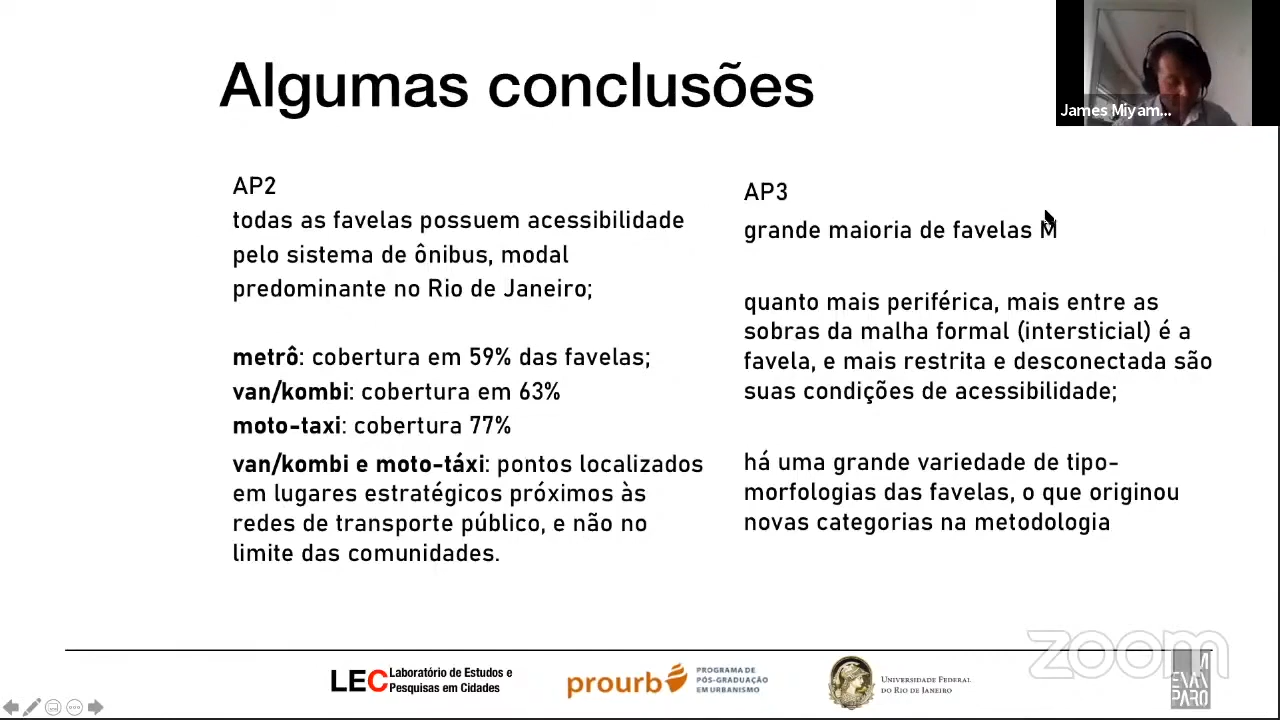 Algumas conclusões
James Miyam...
AP2
todas as favelas possuem acessibilidade
pelo sistema de ônibus, modal
predominante no Rio de Janeiro;
metrô: cobertura em 59% das favelas;
van/kombi: cobertura em 63%
moto-taxi: cobertura 77%
van/kombi e moto-táxi: pontos localizados
em lugares estratégicos próximos às
redes de transporte público, e não no
limite das comunidades.
AP3
grande maioria de favelas M
quanto mais periférica, mais entre as
sobras da malha formal (intersticial) é a
favela, e mais restrita e desconectada são
suas condições de acessibilidade;
há uma grande variedade de tipo-
morfologias das favelas, o que originou
novas categorias na metodologia
LEC Laboratório de Estudos e
Pesquisas em Cidades
prourb
PROGRAMA DE
PÓS-GRADUAÇÃO
EM URBANISMO
UNIVERSIDADE FEDERAL
DO RIO DE JANEIRO
zoom